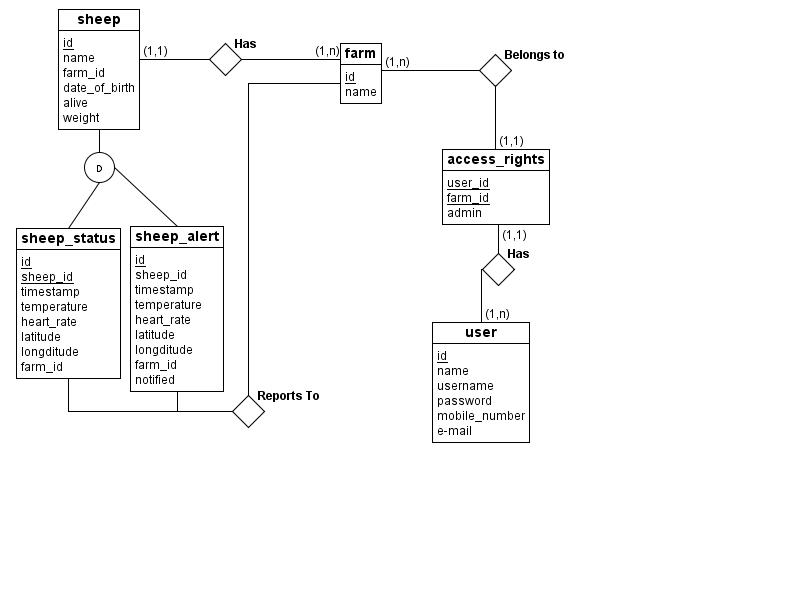 sheep
id
name
farm_id
date_of_birth
alive
weight
(1,1)
Has
(1,n)
farm
id
name
(1,n)
Belongs to
(1,1)
access_rights
user_id
farm_id
admin
(1,1)
Has
(1,n)
user
id
name
username
password
mobile_number
e-mail
D
sheep_status
id
sheep_id
timestamp
temperature
heart_rate
latitude
longditude
farm_id
sheep_alert
id
sheep_id
timestamp
temperature
heart_rate
latitude
longditude
farm_id
notified
Reports To